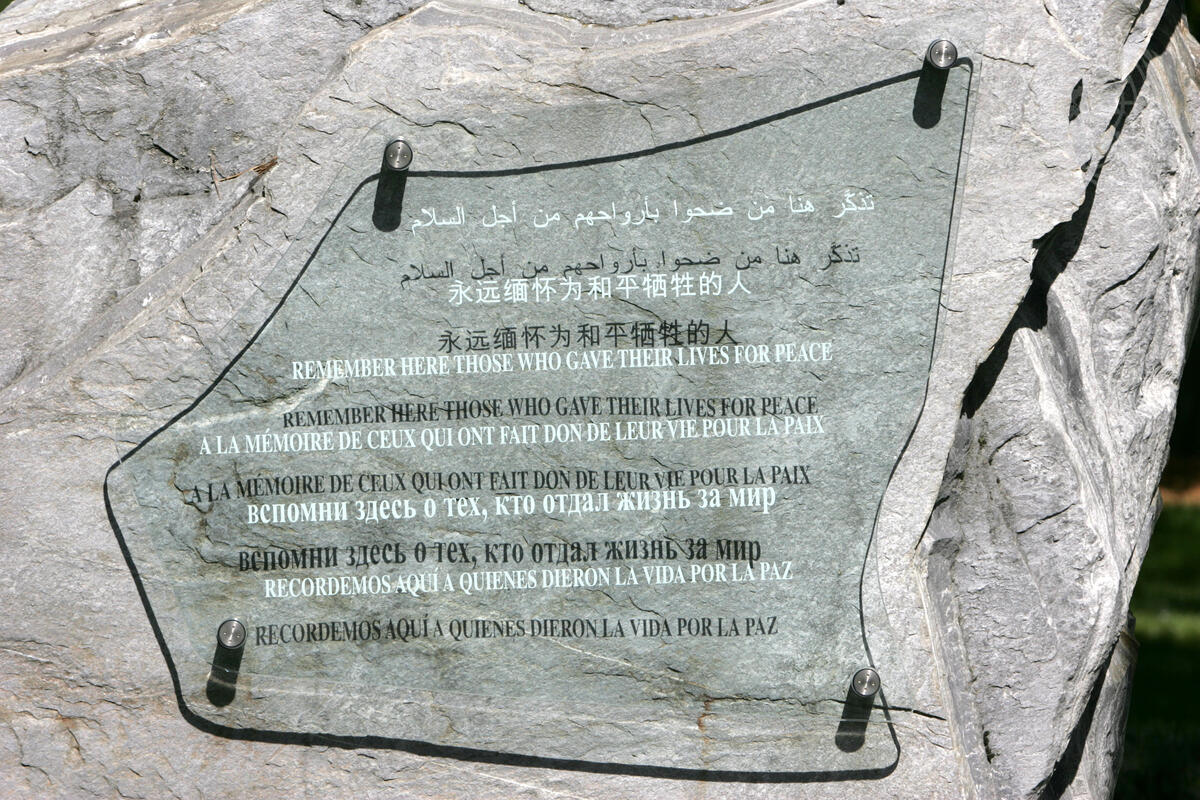 تذكّر هنا من ضحوا بأرواحهم من أجل السلام
永远缅怀为和平牺牲的人
REMEMBER HERE THOSE WHO GAVE THEIR LIVES FOR PEACE
A LA MÉMOIRE DE CEUX QUI ONT FAIT DON DE LEUR VIE POUR LA PAIX
вспомни здесь о тех, кто отдал жизнь за мир
RECORDEMOS AQUÍ A QUIENES DIERON LA VIDA POR LA PAZ